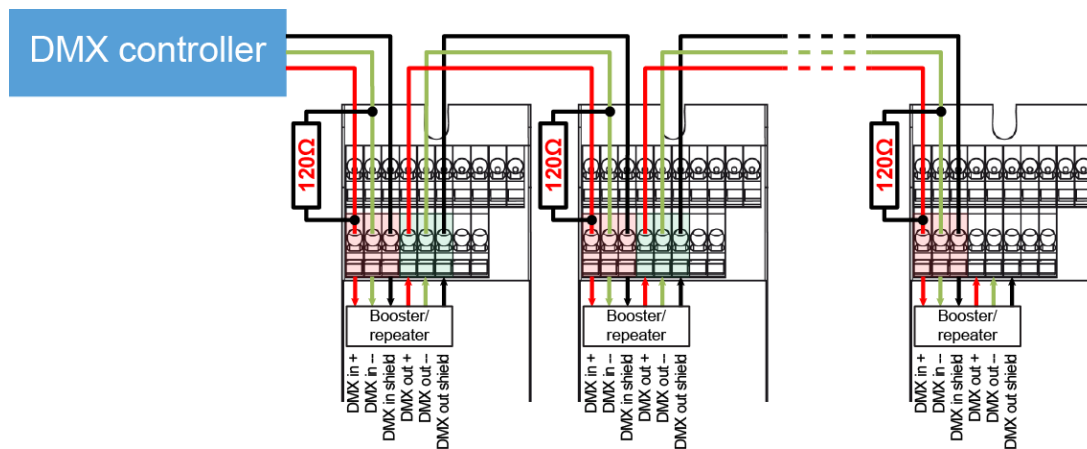 DMX controller
120Ω
120Ω
120Ω
Booster/
repeater
Booster/
repeater
Booster/
repeater
DMX in +
DMX in –
DMX in shield
DMX out +
DMX out –
DMX out shield
DMX in +
DMX in –
DMX in shield
DMX out +
DMX out –
DMX out shield
DMX in +
DMX in –
DMX in shield
DMX out +
DMX out –
DMX out shield